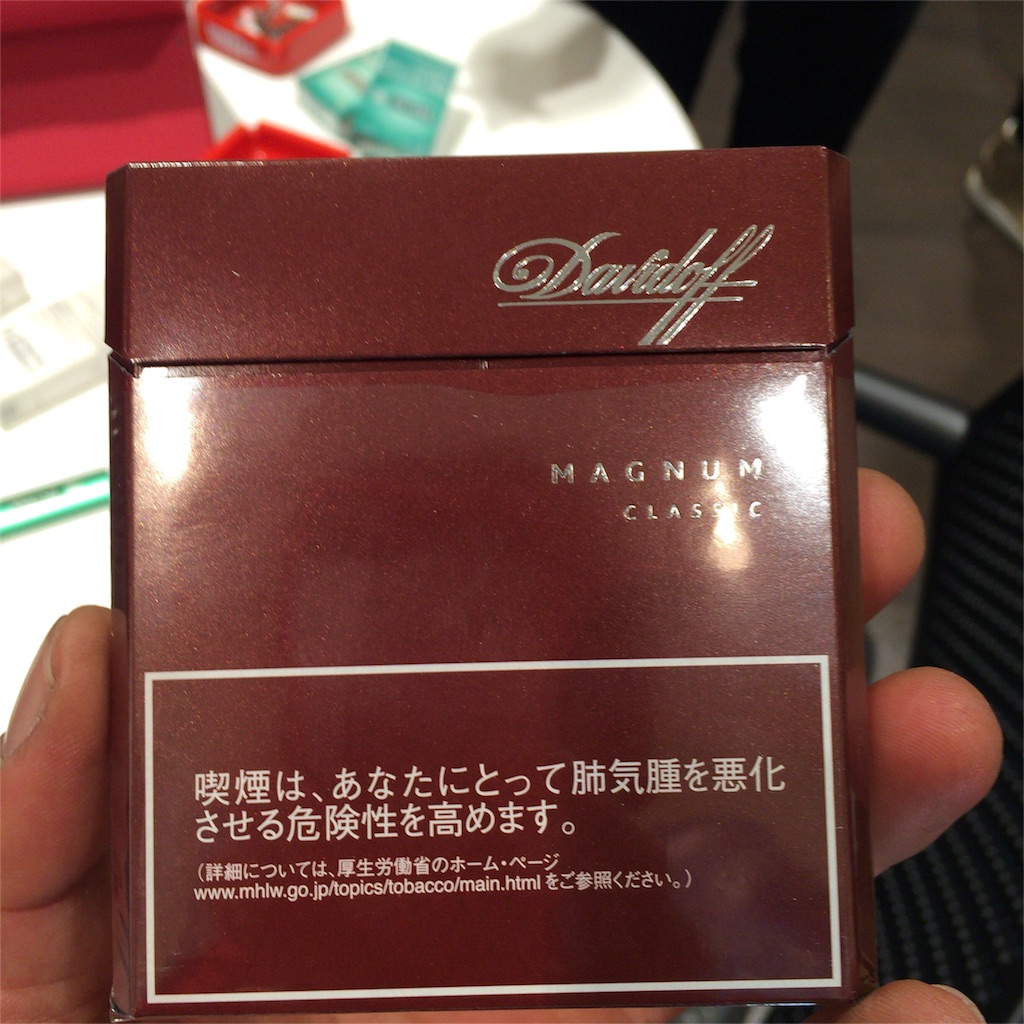 Davidoff
MAGNUM
CLASSIC
喫煙は、あなたにとって肺気腫を悪化
させる危険性を高めます。
(詳細については、厚生労働省のホーム・ページ
www.mhlw.go.jp/topics/tobacco/main.htmlをご参照ください。)